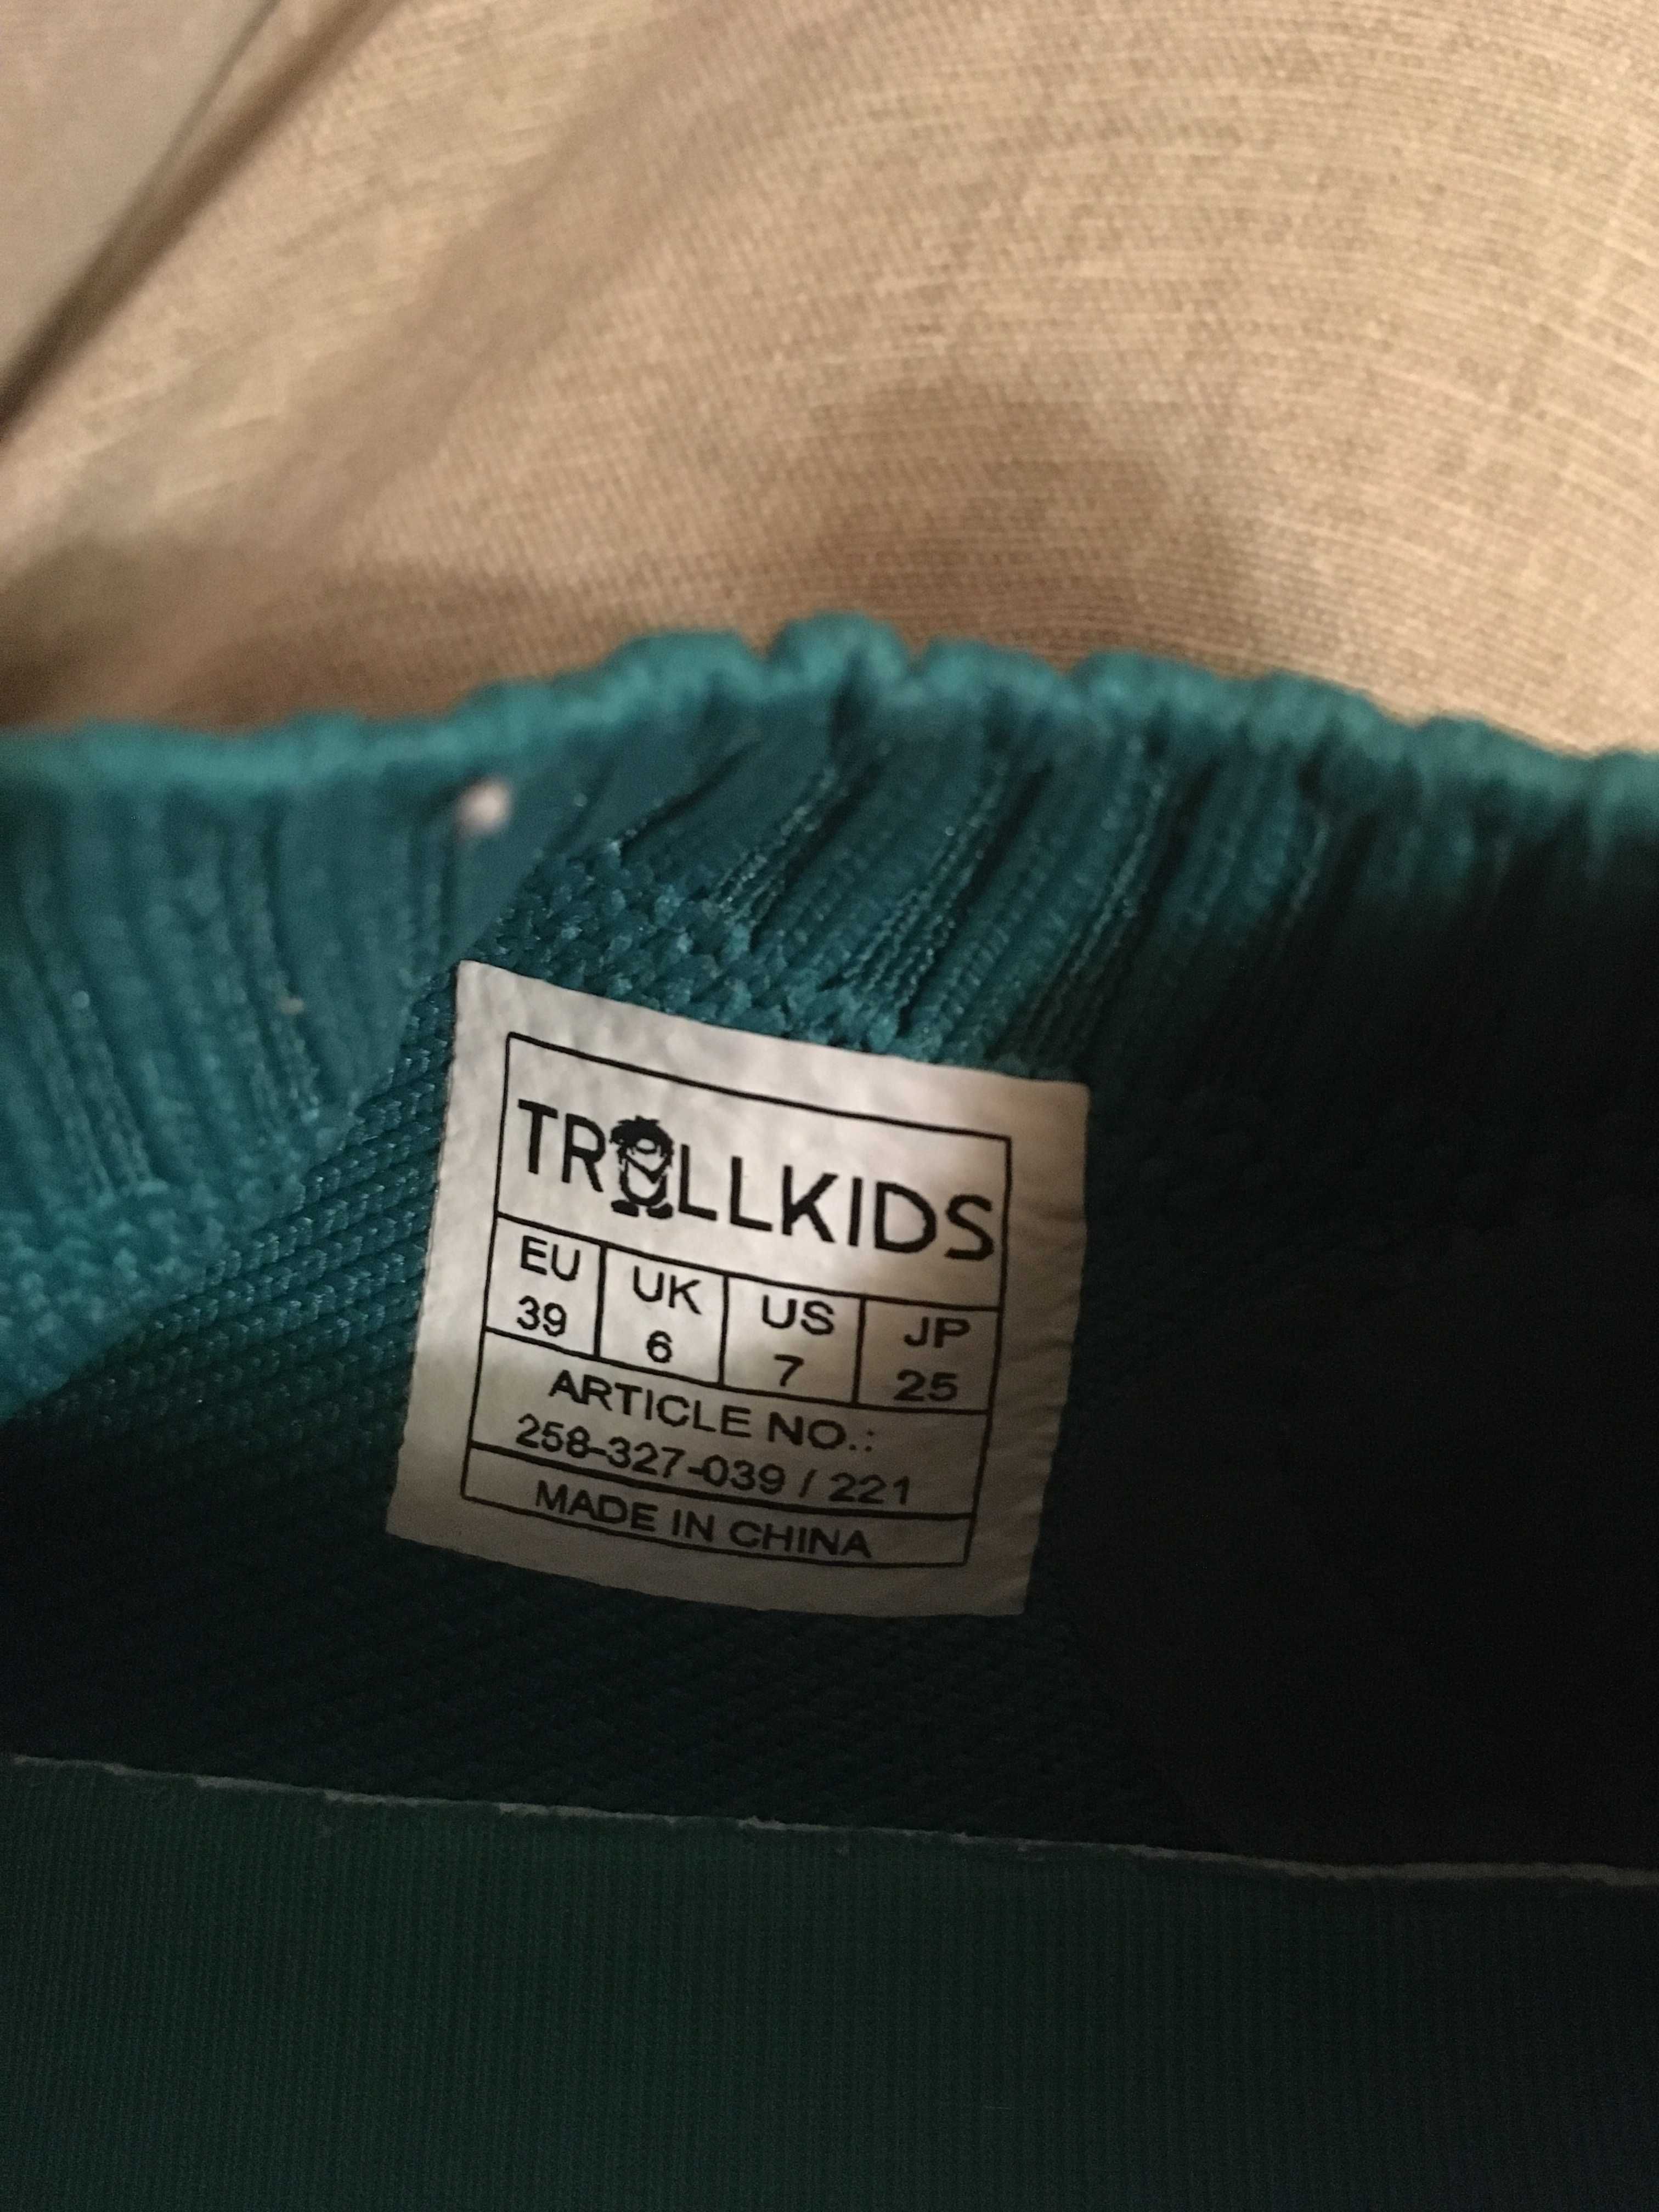 TROLLKIDS
EU UK US JP
39 6 7 25
ARTICLE NO.:
258-327-039 / 221
MADE IN CHINA